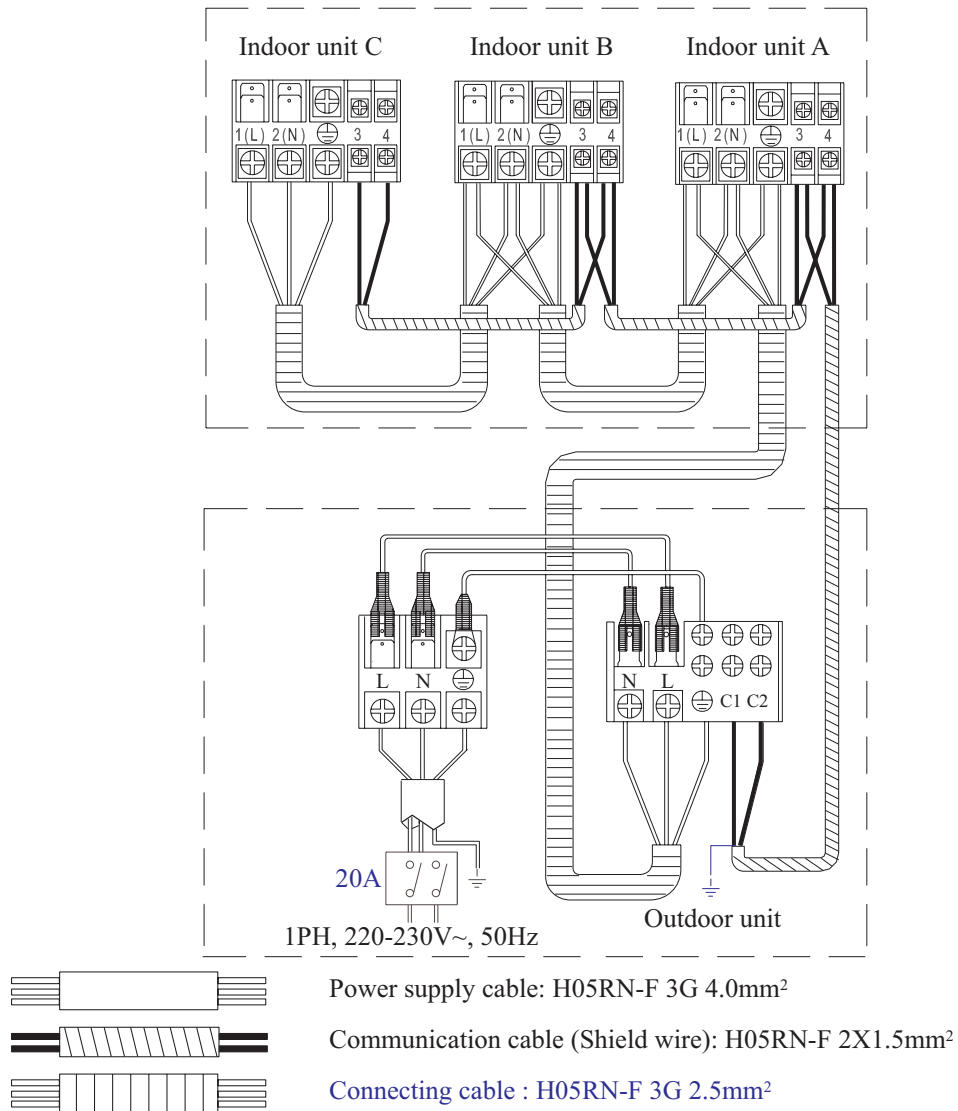 Indoor unit C Indoor unit B Indoor unit A
1(L) 2(N) 3 4 1(L) 2(N) 3 4 1(L) 2(N) 3 4
L N N L C1 C2
20A
Outdoor unit
1PH, 220-230V~, 50Hz
Power supply cable: H05RN-F 3G 4.0mm²
Communication cable (Shield wire): H05RN-F 2X1.5mm²
Connecting cable : H05RN-F 3G 2.5mm²